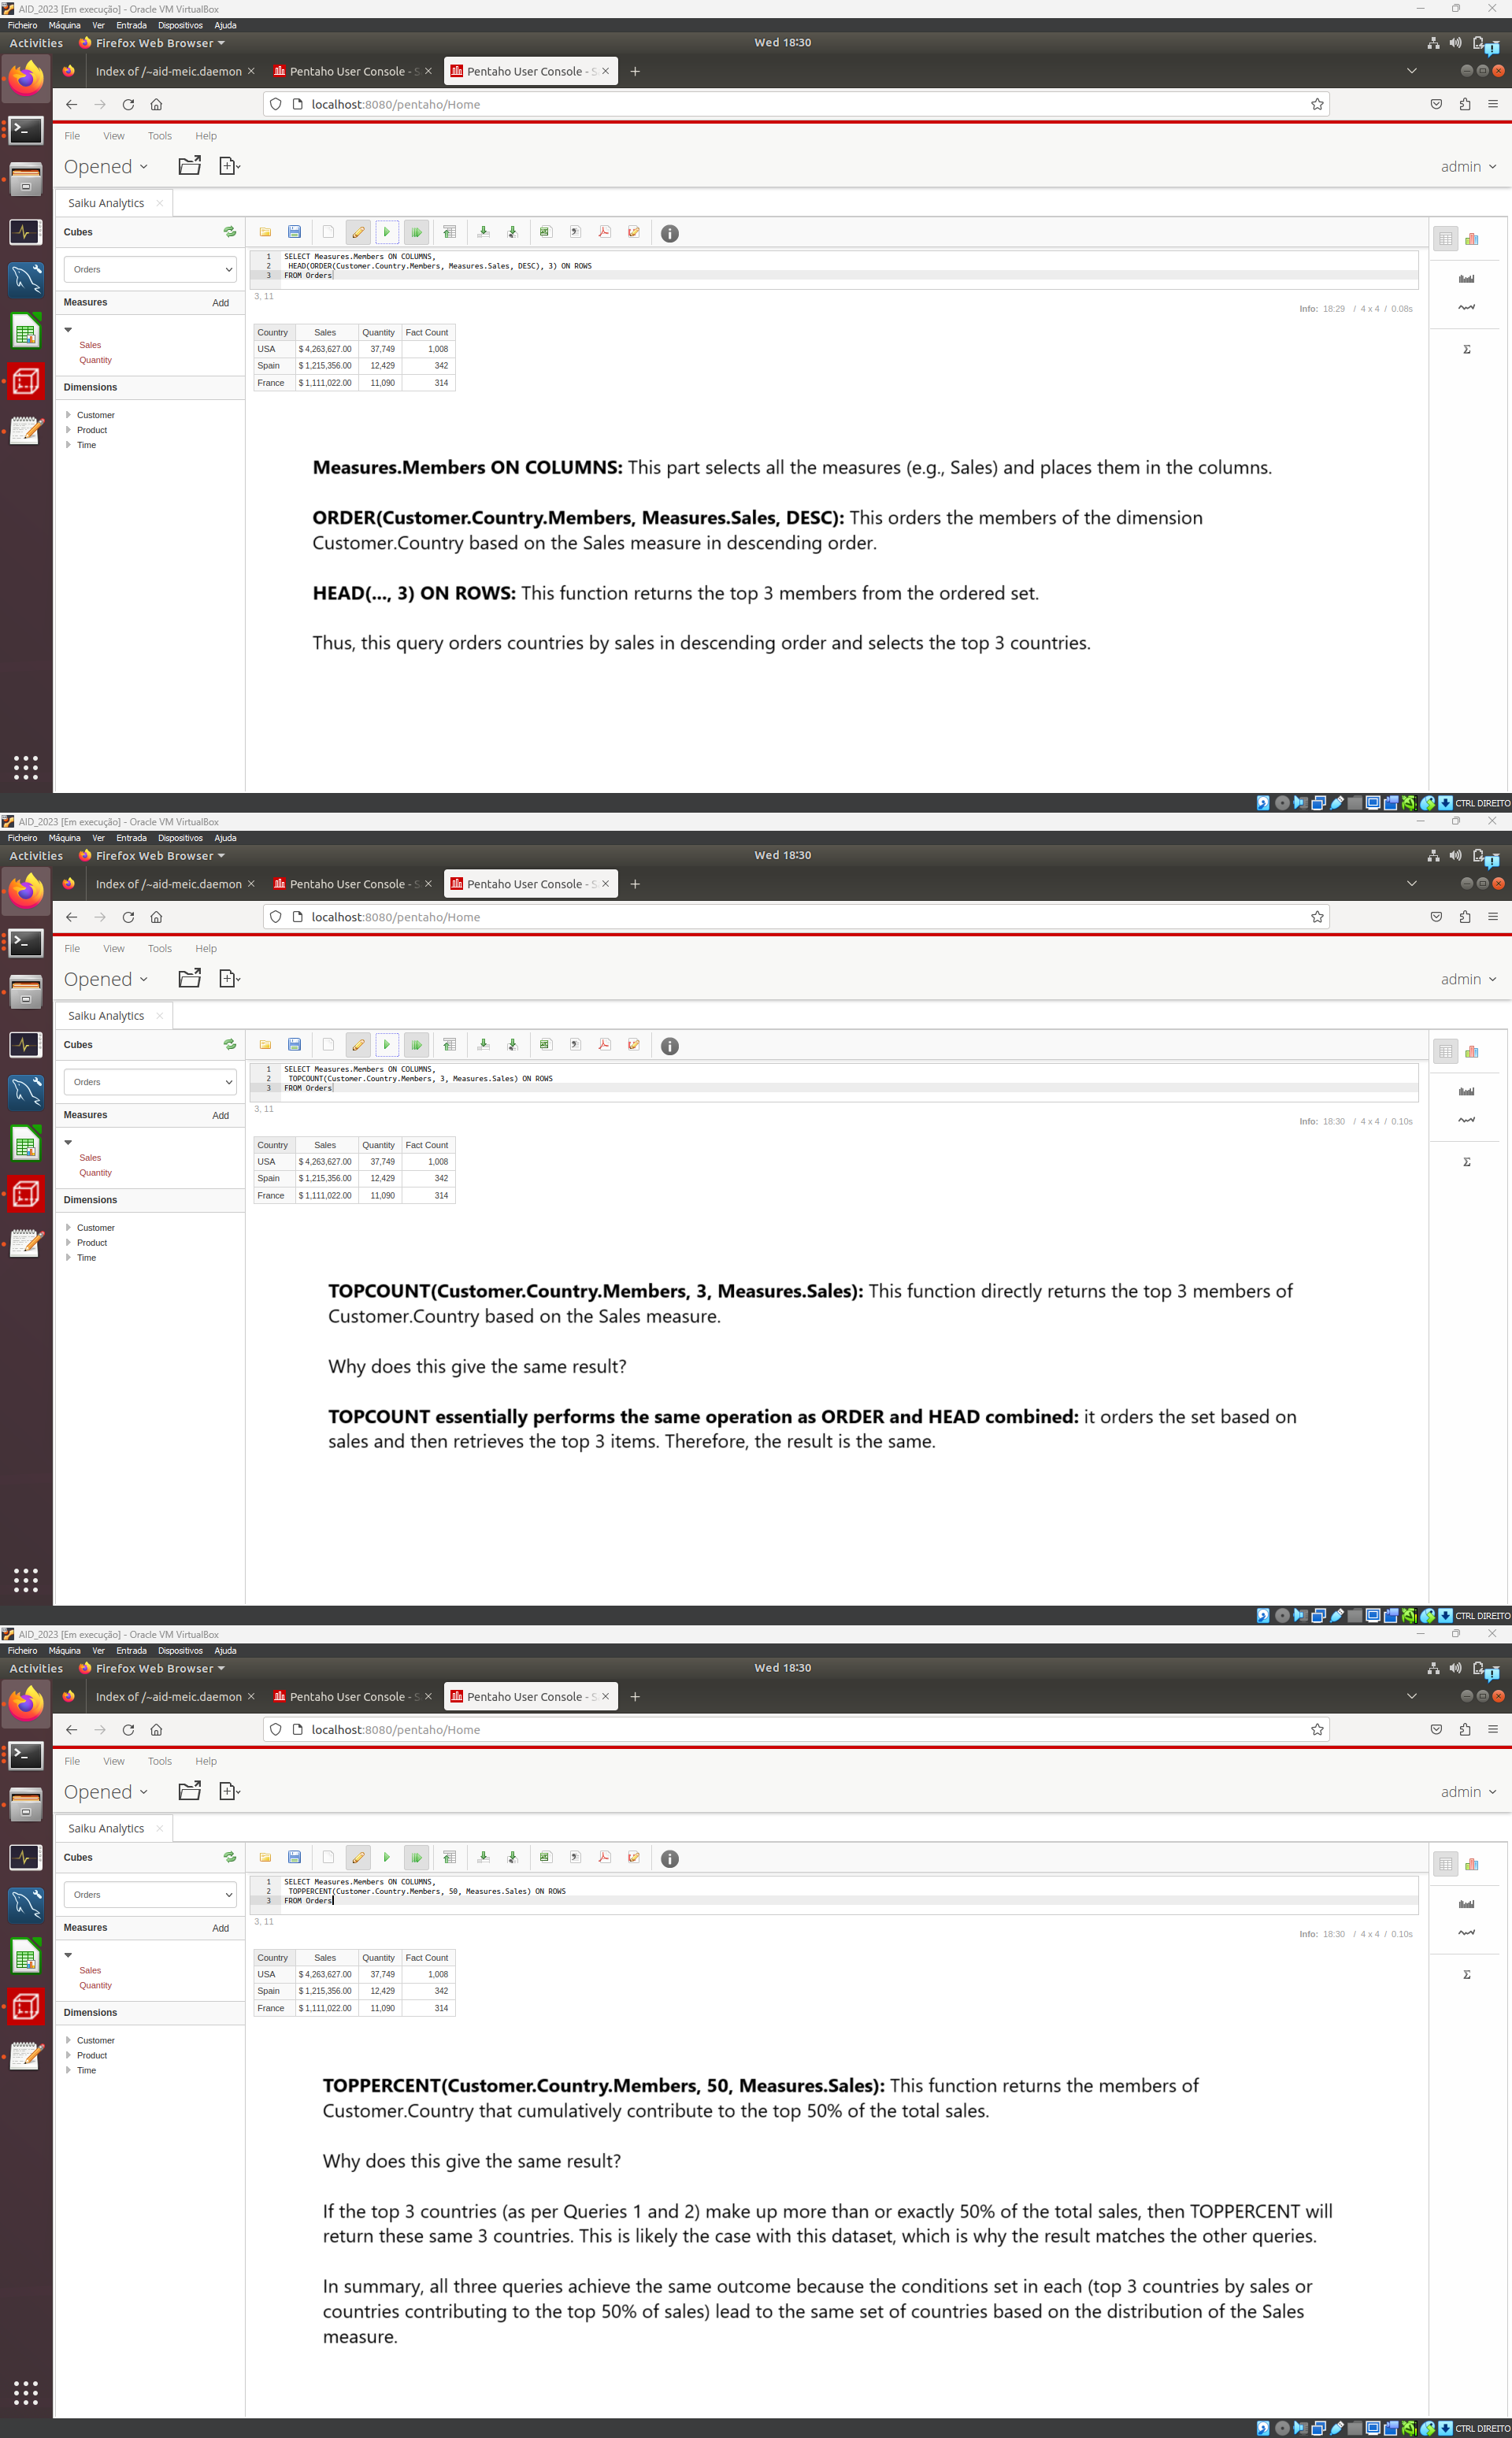 AID_2023 [Em execução] - Oracle VM VirtualBox
Ficheiro Máquina Ver Entrada Dispositivos Ajuda
Activities Firefox Web Browser Wed 18:30
Index of /~aid-meic.daemon Pentaho User Console - S Pentaho User Console - S
localhost:8080/pentaho/Home
File View Tools Help
Opened admin
Saiku Analytics
Cubes
Orders
Measures Add
Sales
Quantity
Dimensions
Customer
Product
Time
1 SELECT Measures.Members ON COLUMNS,
2 HEAD(ORDER(Customer.Country.Members, Measures.Sales, DESC), 3) ON ROWS
3 FROM Orders
3, 11
Info: 18:29 / 4 x 4 / 0.08s
Country Sales Quantity Fact Count
USA $ 4,263,627.00 37,749 1,008
Spain $ 1,215,356.00 12,429 342
France $ 1,111,022.00 11,090 314
Measures.Members ON COLUMNS: This part selects all the measures (e.g., Sales) and places them in the columns.
ORDER(Customer.Country.Members, Measures.Sales, DESC): This orders the members of the dimension
Customer.Country based on the Sales measure in descending order.
HEAD(..., 3) ON ROWS: This function returns the top 3 members from the ordered set.
Thus, this query orders countries by sales in descending order and selects the top 3 countries.
CTRL DIREITO
AID_2023 [Em execução] - Oracle VM VirtualBox
Ficheiro Máquina Ver Entrada Dispositivos Ajuda
Activities Firefox Web Browser Wed 18:30
Index of /~aid-meic.daemon Pentaho User Console - S Pentaho User Console - S
localhost:8080/pentaho/Home
File View Tools Help
Opened admin
Saiku Analytics
Cubes
Orders
Measures Add
Sales
Quantity
Dimensions
Customer
Product
Time
1 SELECT Measures.Members ON COLUMNS,
2 TOPCOUNT(Customer.Country.Members, 3, Measures.Sales) ON ROWS
3 FROM Orders
3, 11
Info: 18:30 / 4 x 4 / 0.10s
Country Sales Quantity Fact Count
USA $ 4,263,627.00 37,749 1,008
Spain $ 1,215,356.00 12,429 342
France $ 1,111,022.00 11,090 314
TOPCOUNT(Customer.Country.Members, 3, Measures.Sales): This function directly returns the top 3 members of
Customer.Country based on the Sales measure.
Why does this give the same result?
TOPCOUNT essentially performs the same operation as ORDER and HEAD combined: it orders the set based on
sales and then retrieves the top 3 items. Therefore, the result is the same.
CTRL DIREITO
AID_2023 [Em execução] - Oracle VM VirtualBox
Ficheiro Máquina Ver Entrada Dispositivos Ajuda
Activities Firefox Web Browser Wed 18:30
Index of /~aid-meic.daemon Pentaho User Console - S Pentaho User Console - S
localhost:8080/pentaho/Home
File View Tools Help
Opened admin
Saiku Analytics
Cubes
Orders
Measures Add
Sales
Quantity
Dimensions
Customer
Product
Time
1 SELECT Measures.Members ON COLUMNS,
2 TOPPERCENT(Customer.Country.Members, 50, Measures.Sales) ON ROWS
3 FROM Orders
3, 11
Info: 18:30 / 4 x 4 / 0.10s
Country Sales Quantity Fact Count
USA $ 4,263,627.00 37,749 1,008
Spain $ 1,215,356.00 12,429 342
France $ 1,111,022.00 11,090 314
TOPPERCENT(Customer.Country.Members, 50, Measures.Sales): This function returns the members of
Customer.Country that cumulatively contribute to the top 50% of the total sales.
Why does this give the same result?
If the top 3 countries (as per Queries 1 and 2) make up more than or exactly 50% of the total sales, then TOPPERCENT will
return these same 3 countries. This is likely the case with this dataset, which is why the result matches the other queries.
In summary, all three queries achieve the same outcome because the conditions set in each (top 3 countries by sales or
countries contributing to the top 50% of sales) lead to the same set of countries based on the distribution of the Sales
measure.
CTRL DIREITO